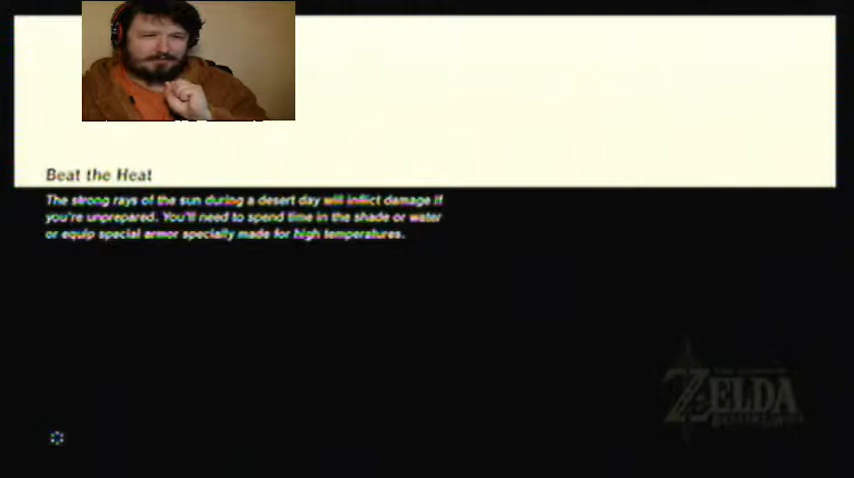 Beat the Heat
The strong rays of the sun during a desert day will inflict damage if
you're unprepared. You'll need to spend time in the shade or water
or equip special armor specially made for high temperatures.
ZELDA